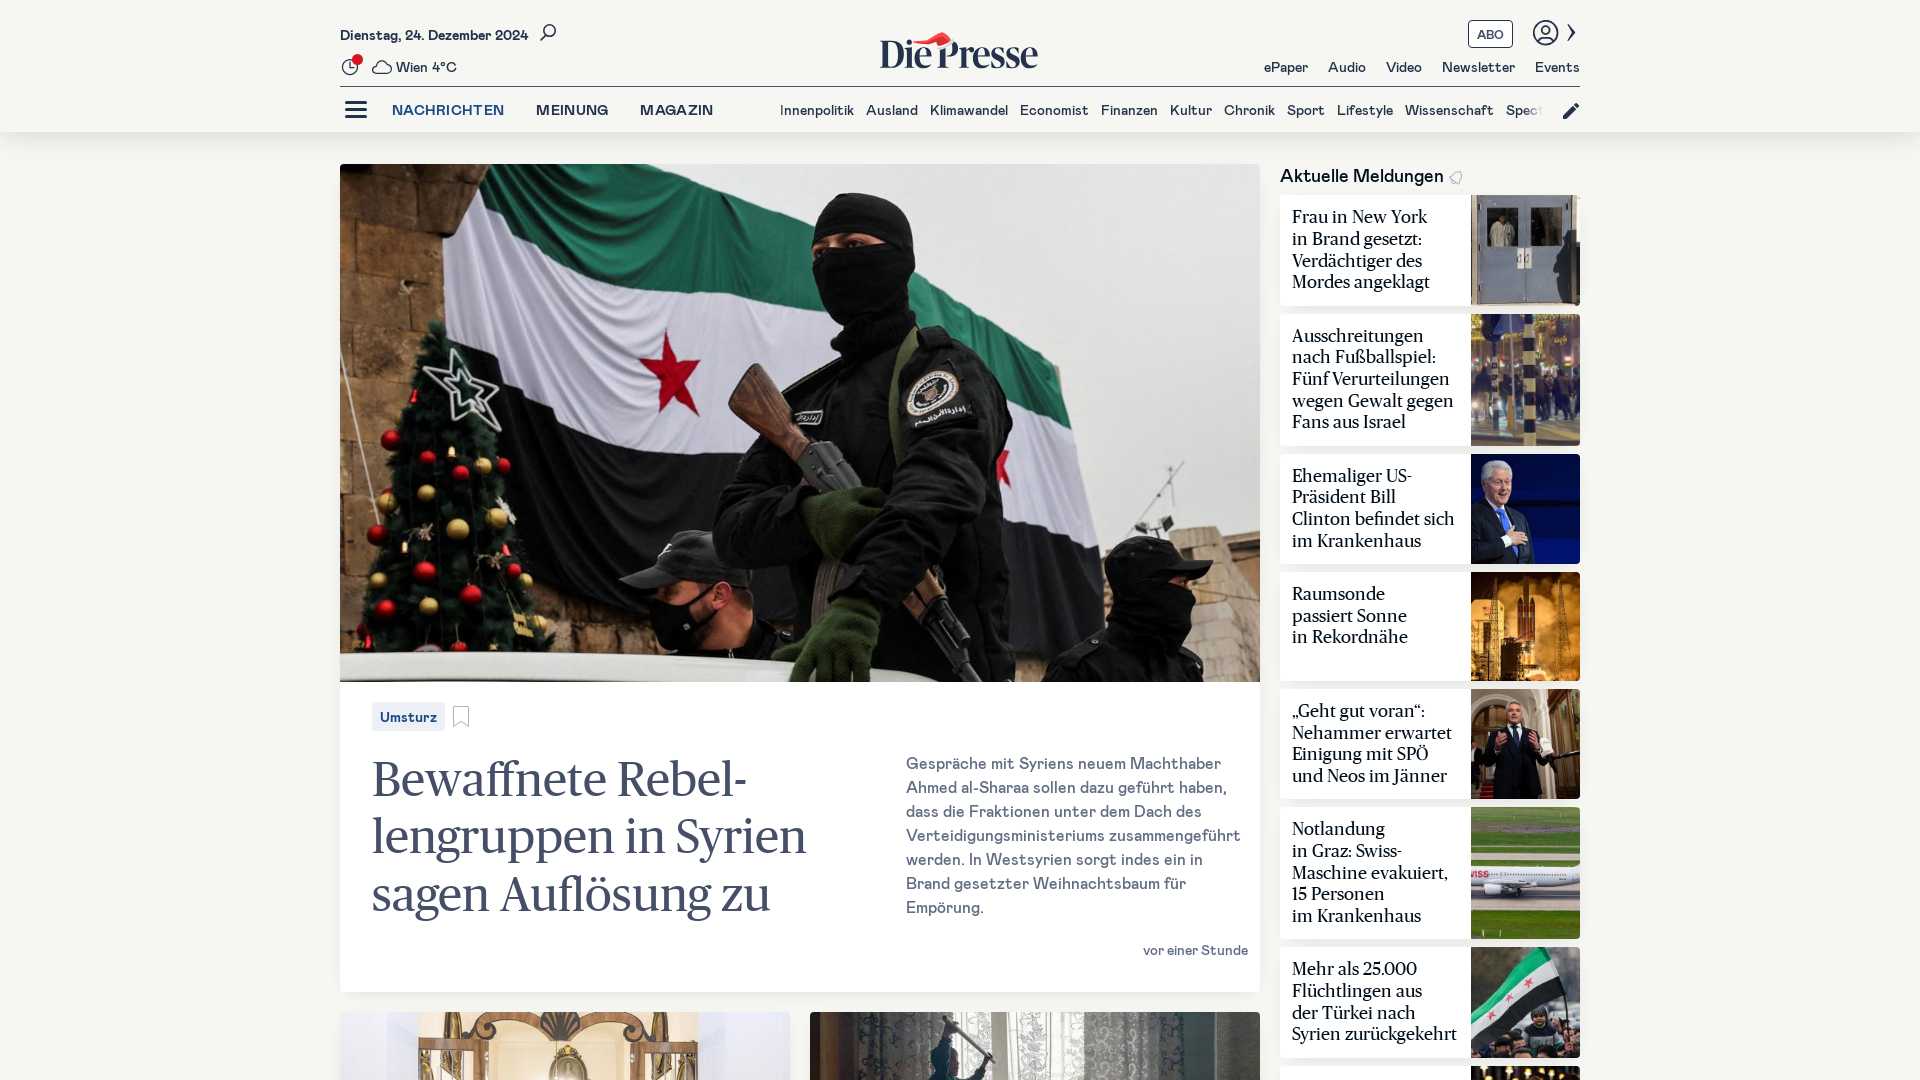 Dienstag, 24. Dezember 2024
Wien 4°C
Die Presse
ABO
ePaper Audio Video Newsletter Events
NACHRICHTEN MEINUNG MAGAZIN
Innenpolitik Ausland Klimawandel Economist Finanzen Kultur Chronik Sport Lifestyle Wissenschaft Spect
Umsturz
Bewaffnete Rebel-
lengruppen in Syrien
sagen Auflösung zu
Gespräche mit Syriens neuem Machthaber
Ahmed al-Sharaa sollen dazu geführt haben,
dass die Fraktionen unter dem Dach des
Verteidigungsministeriums zusammengeführt
werden. In Westsyrien sorgt indes ein in
Brand gesetzter Weihnachtsbaum für
Empörung.
vor einer Stunde
Aktuelle Meldungen
Frau in New York
in Brand gesetzt:
Verdächtiger des
Mordes angeklagt
Ausschreitungen
nach Fußballspiel:
Fünf Verurteilungen
wegen Gewalt gegen
Fans aus Israel
Ehemaliger US-
Präsident Bill
Clinton befindet sich
im Krankenhaus
Raumsonde
passiert Sonne
in Rekordnähe
„Geht gut voran“:
Nehammer erwartet
Einigung mit SPÖ
und Neos im Jänner
Notlandung
in Graz: Swiss-
Maschine evakuiert,
15 Personen
im Krankenhaus
Mehr als 25.000
Flüchtlingen aus
der Türkei nach
Syrien zurückgekehrt